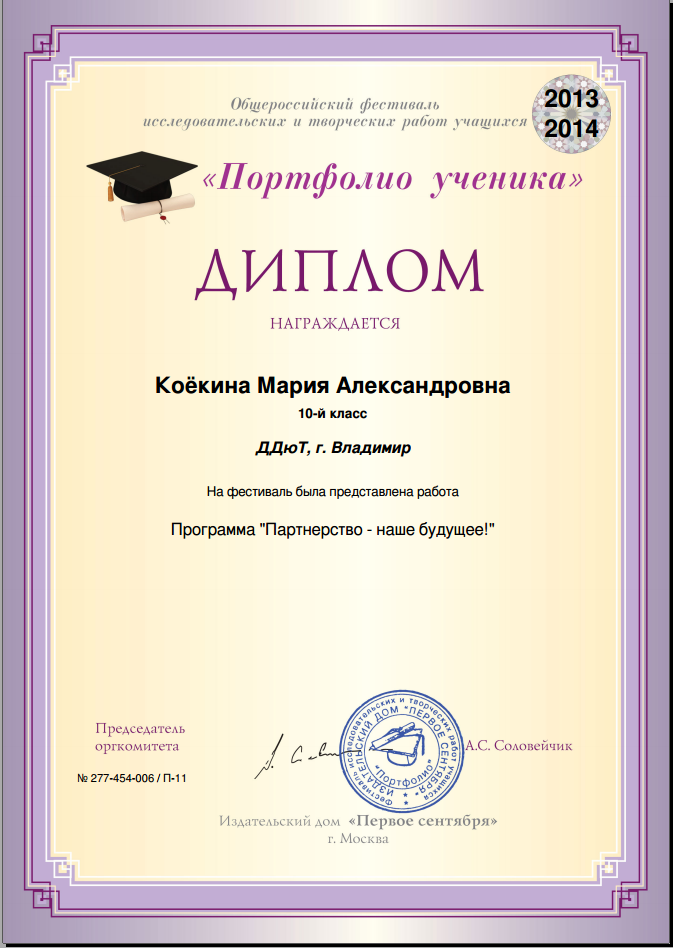 Общероссийский фестиваль
исследовательских и творческих работ учащихся
2013
2014
«Портфолио ученика»
ДИПЛОМ
НАГРАЖДАЕТСЯ
Коёкина Мария Александровна
10-й класс
ДДюТ, г. Владимир
На фестиваль была представлена работа
Программа "Партнерство - наше будущее!"
Председатель
оргкомитета
А.С. Соловейчик
№ 277-454-006 / П-11
Фестиваль исследовательских и творческих работ учащихся
ИЗДАТЕЛЬСКИЙ ДОМ "ПЕРВОЕ СЕНТЯБРЯ"
"Портфолио"
Издательский дом «Первое сентября»
г. Москва